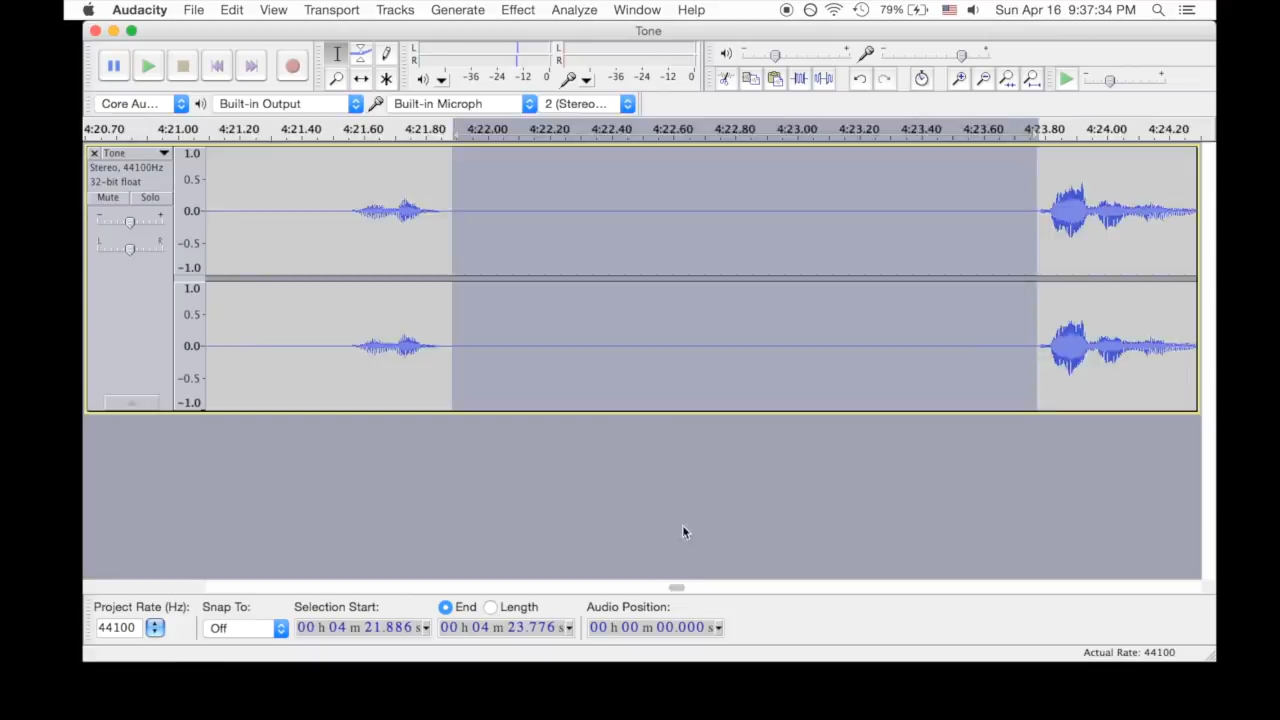 Audacity File Edit View Transport Tracks Generate Effect Analyze Window Help 79% Sun Apr 16 9:37:34 PM
Tone
L
R
-36 -24 -12 0
L
R
-36 -24 -12 0
Core Au... Built-in Output Built-in Microph 2 (Stereo...
4:20.70 4:21.00 4:21.20 4:21.40 4:21.60 4:21.80 4:22.00 4:22.20 4:22.40 4:22.60 4:22.80 4:23.00 4:23.20 4:23.40 4:23.60 4:23.80 4:24.00 4:24.20
Tone
Stereo, 44100Hz
32-bit float
Mute Solo
- +
L R
1.0
0.5
0.0
-0.5
-1.0
1.0
0.5
0.0
-0.5
-1.0
Project Rate (Hz): Snap To: Selection Start: End Length Audio Position:
44100 Off 00 h 04 m 21.886 s 00 h 04 m 23.776 s 00 h 00 m 00.000 s
Actual Rate: 44100